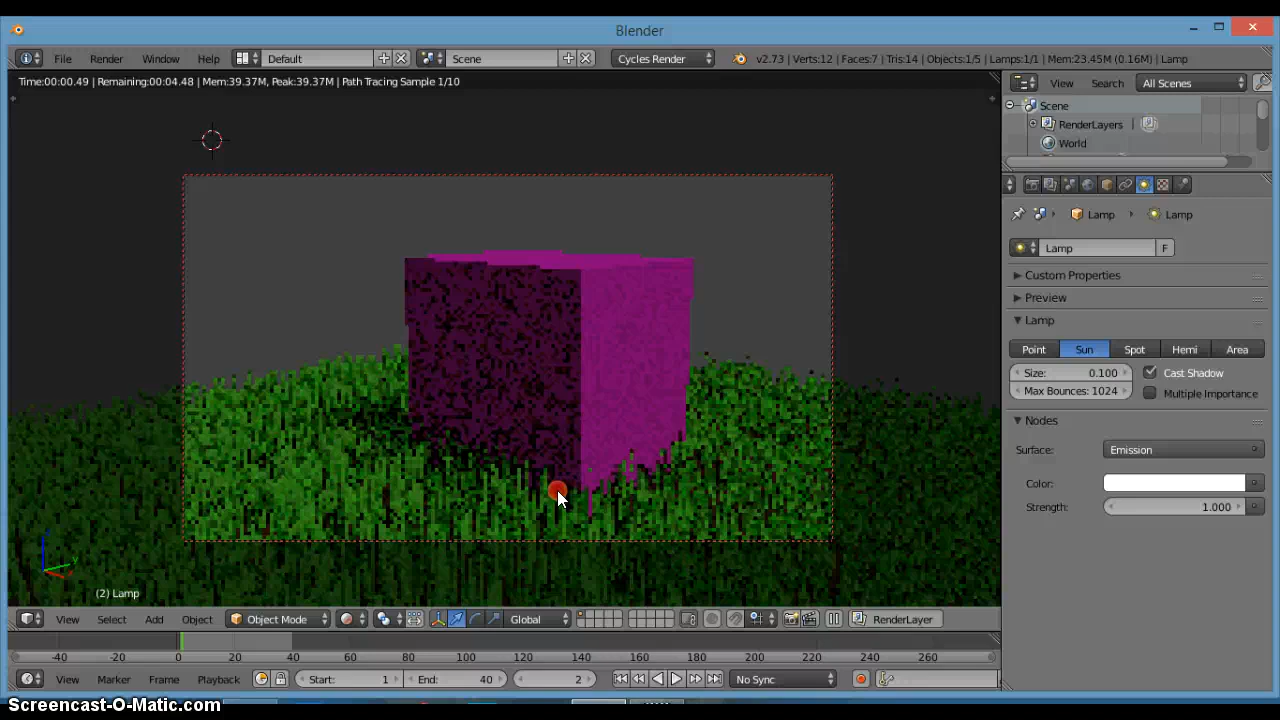 Blender
File Render Window Help Default Scene Cycles Render v2.73 | Verts:12 | Faces:7 | Tris:14 | Objects:1/5 | Lamps:1/1 | Mem:23.45M (0.16M) | Lamp
Time:00:00.49 | Remaining:00:04.48 | Mem:39.37M, Peak:39.37M | Path Tracing Sample 1/10
View Search All Scenes
Scene
RenderLayers
World
Lamp Lamp
Lamp F
Custom Properties
Preview
Lamp
Point Sun Spot Hemi Area
Size: 0.100 Cast Shadow
Max Bounces: 1024 Multiple Importance
Nodes
Surface: Emission
Color:
Strength: 1.000
(2) Lamp
View Select Add Object Object Mode Global RenderLayer
-40 -20 0 20 40 60 80 100 120 140 160 180 200 220 240 260
View Marker Frame Playback Start: 1 End: 40 2 No Sync
Screencast-O-Matic.com